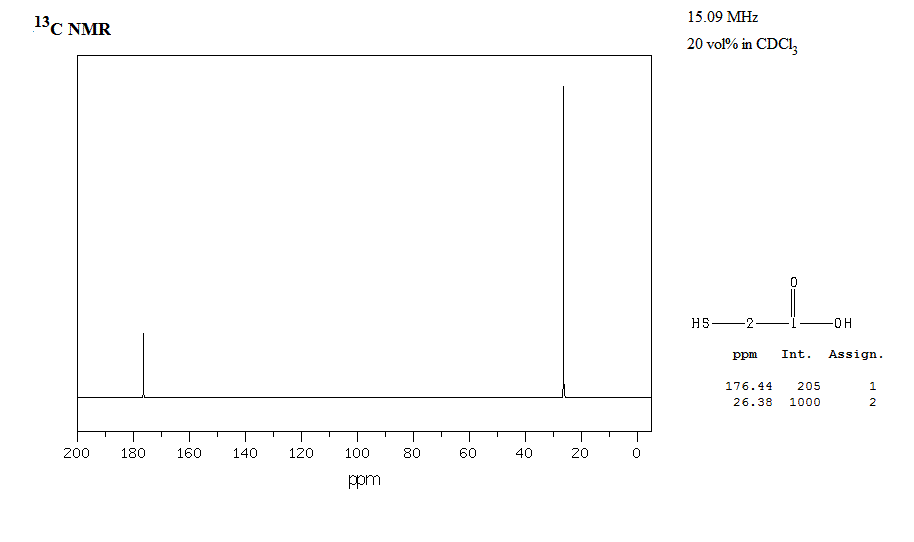 13C NMR
15.09 MHz
20 vol% in CDCl3
O
HS 2 1 OH
ppm Int. Assign.
176.44 205 1
26.38 1000 2
200 180 160 140 120 100 80 60 40 20 0
ppm